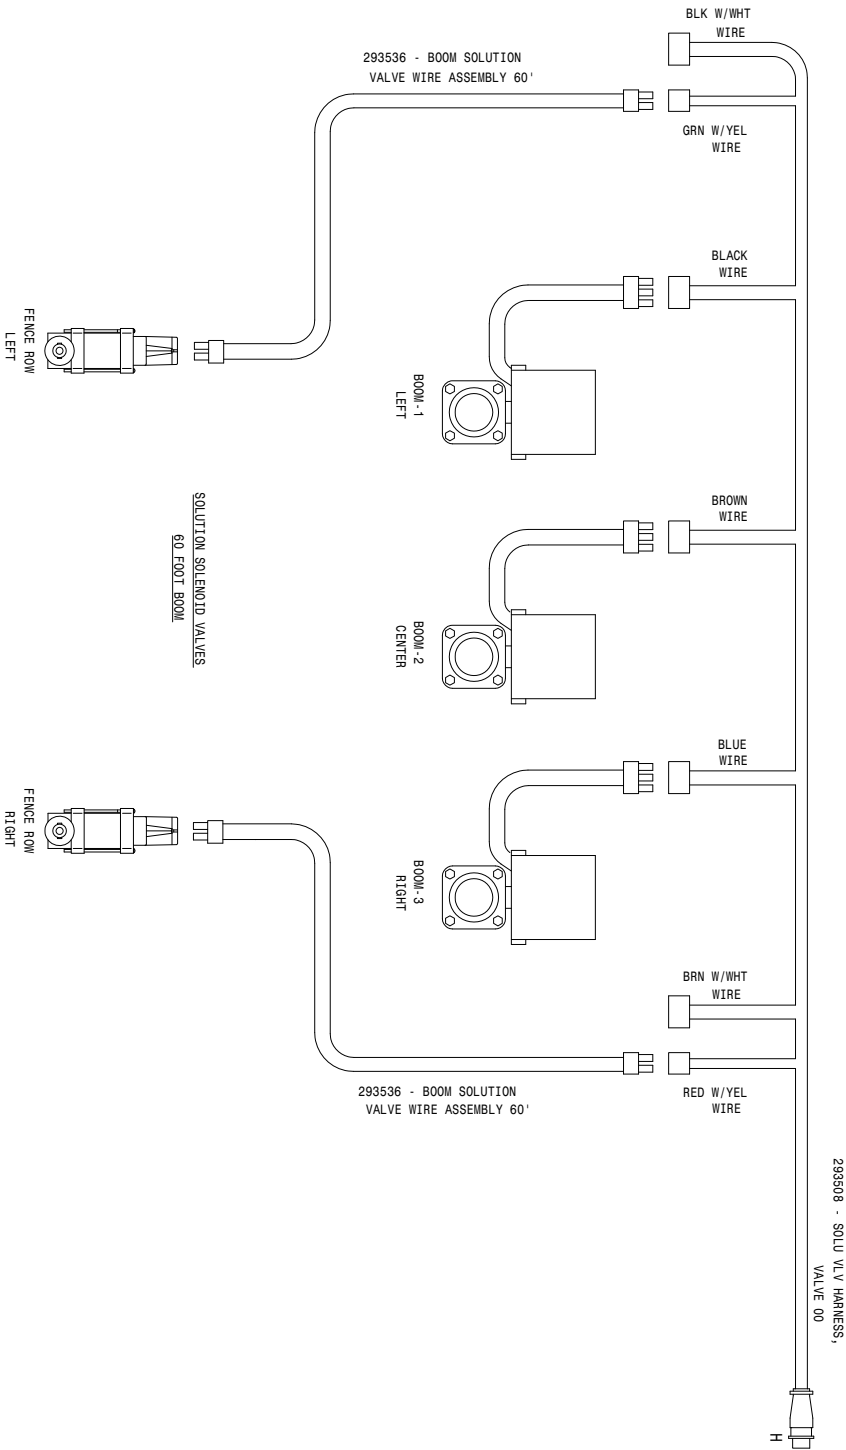 BLK W/WHT
WIRE
293536 - BOOM SOLUTION
VALVE WIRE ASSEMBLY 60'
GRN W/YEL
WIRE
BLACK
WIRE
FENCE ROW
LEFT
BOOM-1
LEFT
BROWN
WIRE
SOLUTION SOLENOID VALVES
60 FOOT BOOM
BOOM-2
CENTER
BLUE
WIRE
FENCE ROW
RIGHT
BOOM-3
RIGHT
BRN W/WHT
WIRE
293536 - BOOM SOLUTION
VALVE WIRE ASSEMBLY 60'
RED W/YEL
WIRE
293508 - SOLU VLV HARNESS,
VALVE OO
H